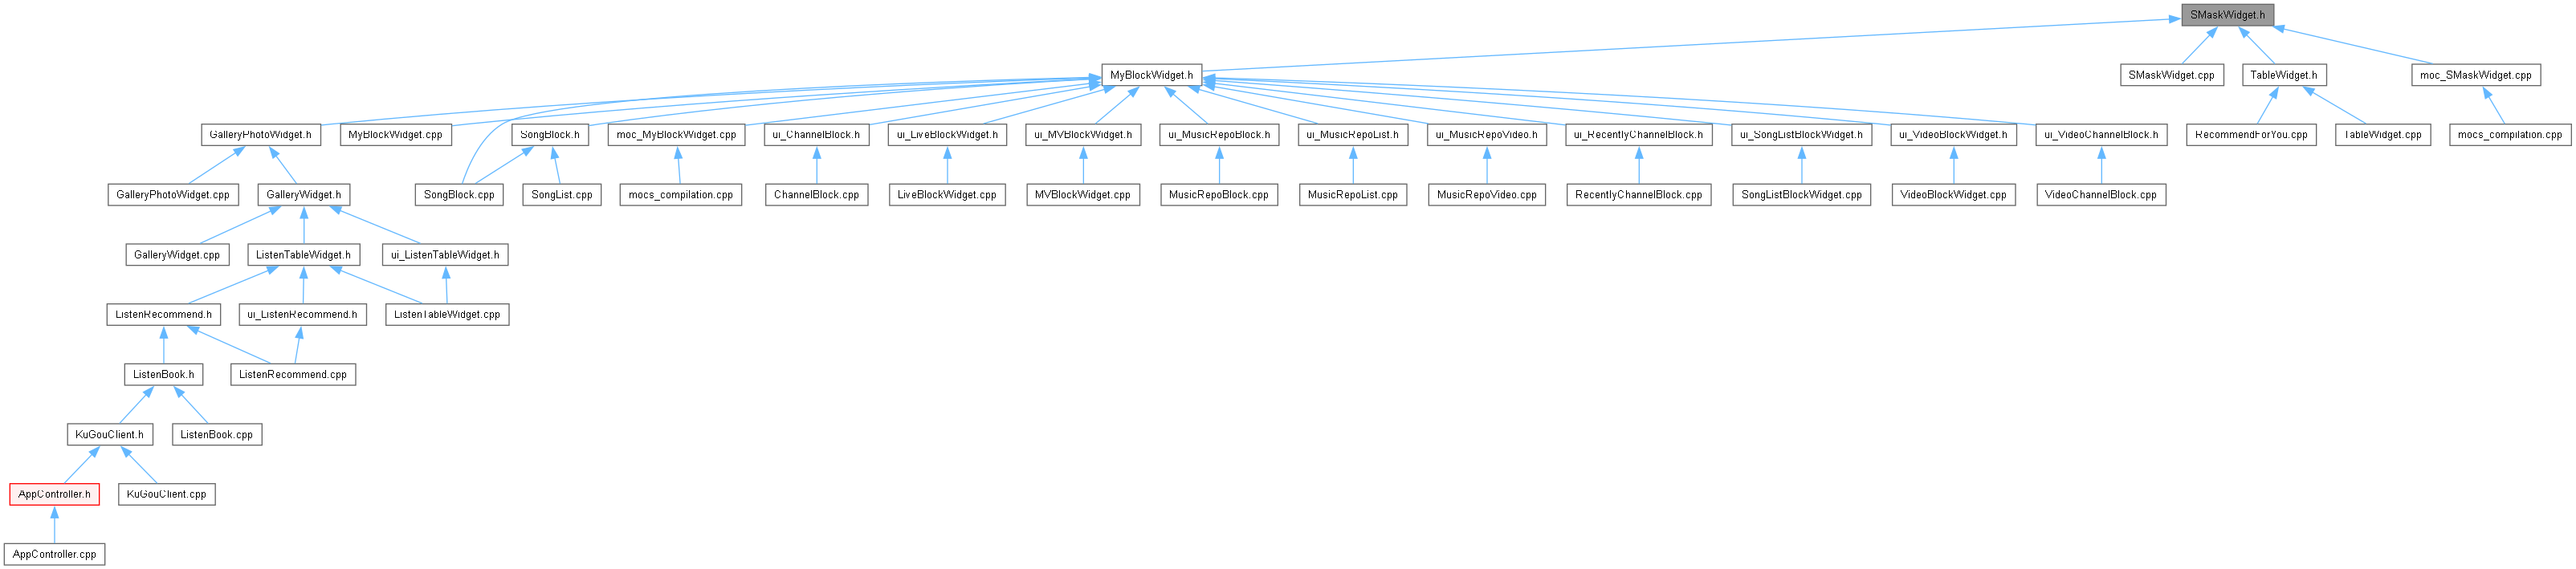 SMaskWidget.h
MyBlockWidget.h
SMaskWidget.cpp
TableWidget.h
moc_SMaskWidget.cpp
GalleryPhotoWidget.h
MyBlockWidget.cpp
SongBlock.h
moc_MyBlockWidget.cpp
ui_ChannelBlock.h
ui_LiveBlockWidget.h
ui_MVBlockWidget.h
ui_MusicRepoBlock.h
ui_MusicRepoList.h
ui_MusicRepoVideo.h
ui_RecentlyChannelBlock.h
ui_SongListBlockWidget.h
ui_VideoBlockWidget.h
ui_VideoChannelBlock.h
RecommendForYou.cpp
TableWidget.cpp
mocs_compilation.cpp
GalleryPhotoWidget.cpp
GalleryWidget.h
SongBlock.cpp
SongList.cpp
mocs_compilation.cpp
ChannelBlock.cpp
LiveBlockWidget.cpp
MVBlockWidget.cpp
MusicRepoBlock.cpp
MusicRepoList.cpp
MusicRepoVideo.cpp
RecentlyChannelBlock.cpp
SongListBlockWidget.cpp
VideoBlockWidget.cpp
VideoChannelBlock.cpp
GalleryWidget.cpp
ListenTableWidget.h
ui_ListenTableWidget.h
ListenRecommend.h
ui_ListenRecommend.h
ListenTableWidget.cpp
ListenBook.h
ListenRecommend.cpp
KuGouClient.h
ListenBook.cpp
AppController.h
KuGouClient.cpp
AppController.cpp